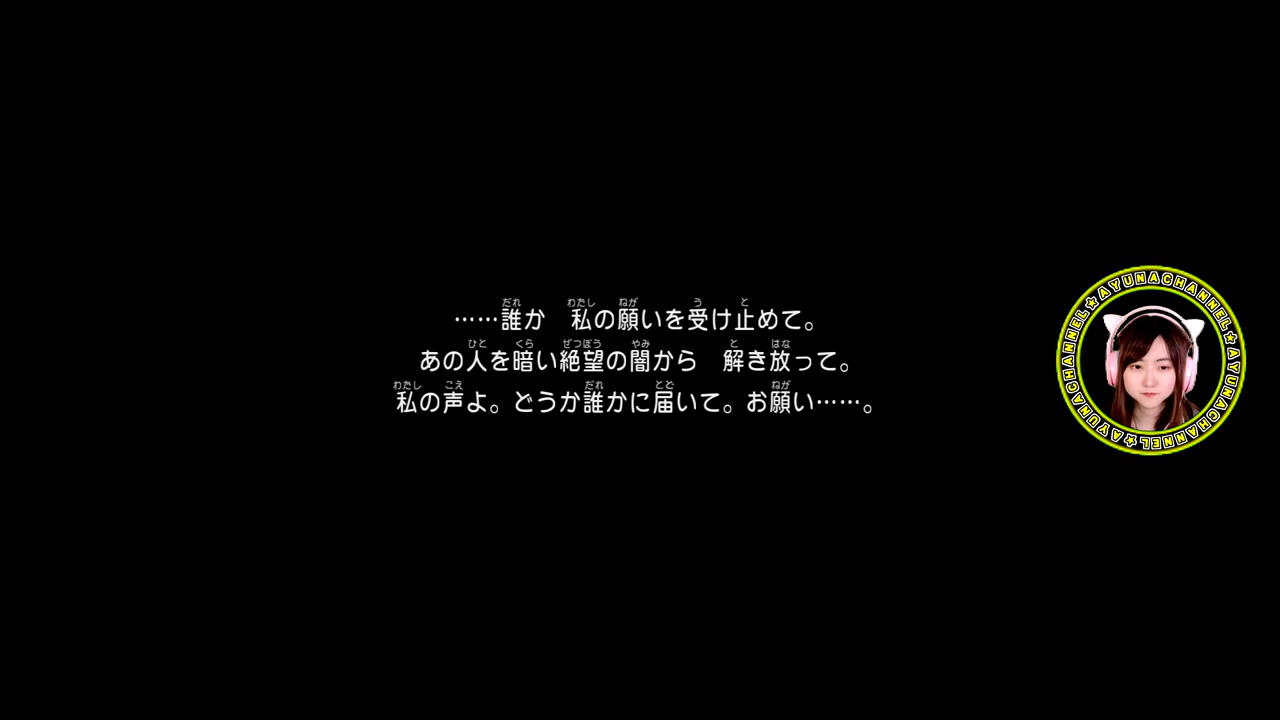 ……誰か　私の願いを受け止めて。
あの人を暗い絶望の闇から　解き放って。
私の声よ。どうか誰かに届いて。お願い……。
AYUNACHANNEL★AYUNACHANNEL★AYUNACHANNEL★